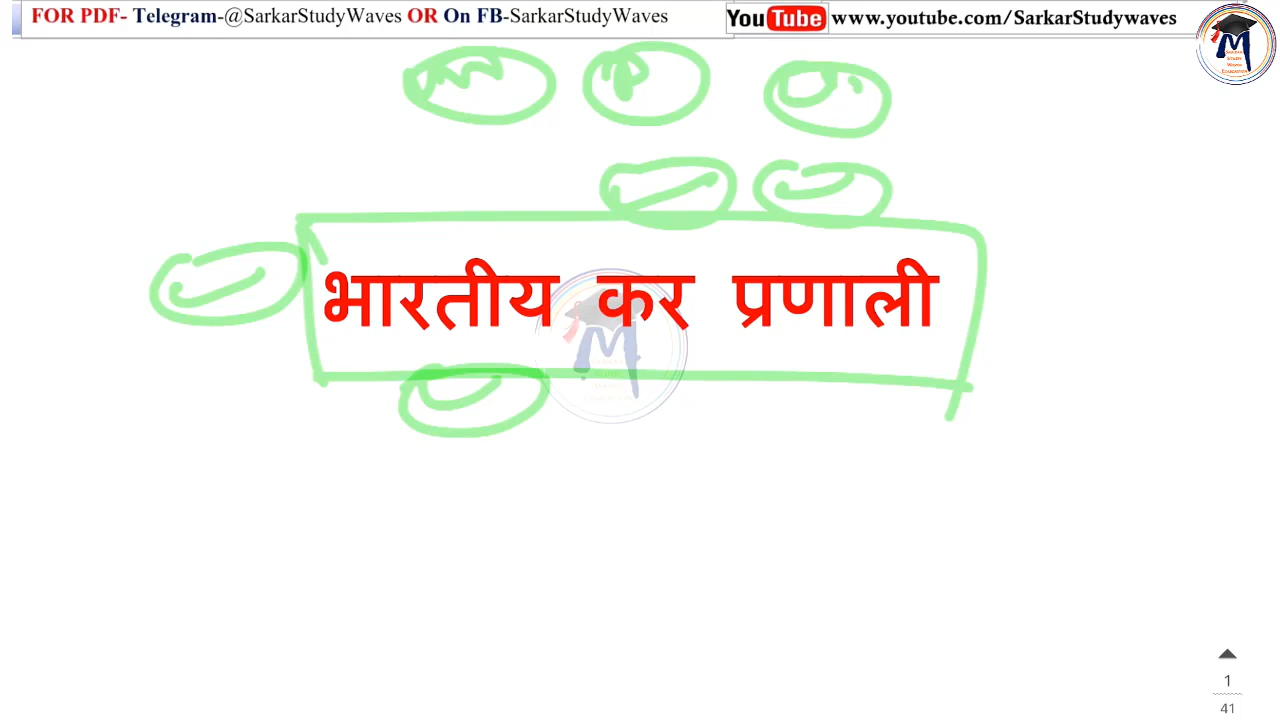 FOR PDF- Telegram-@SarkarStudyWaves OR On FB-SarkarStudyWaves YouTube www.youtube.com/SarkarStudywaves
भारतीय कर प्रणाली
1
41